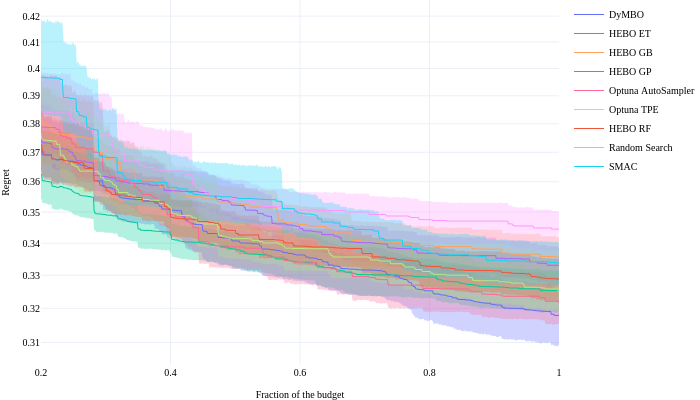 0.42
0.41
0.4
0.39
0.38
0.37
0.36
0.35
0.34
0.33
0.32
0.31
Regret
0.2
0.4
0.6
0.8
1
Fraction of the budget
DyMBO
HEBO ET
HEBO GB
HEBO GP
Optuna AutoSampler
Optuna TPE
HEBO RF
Random Search
SMAC